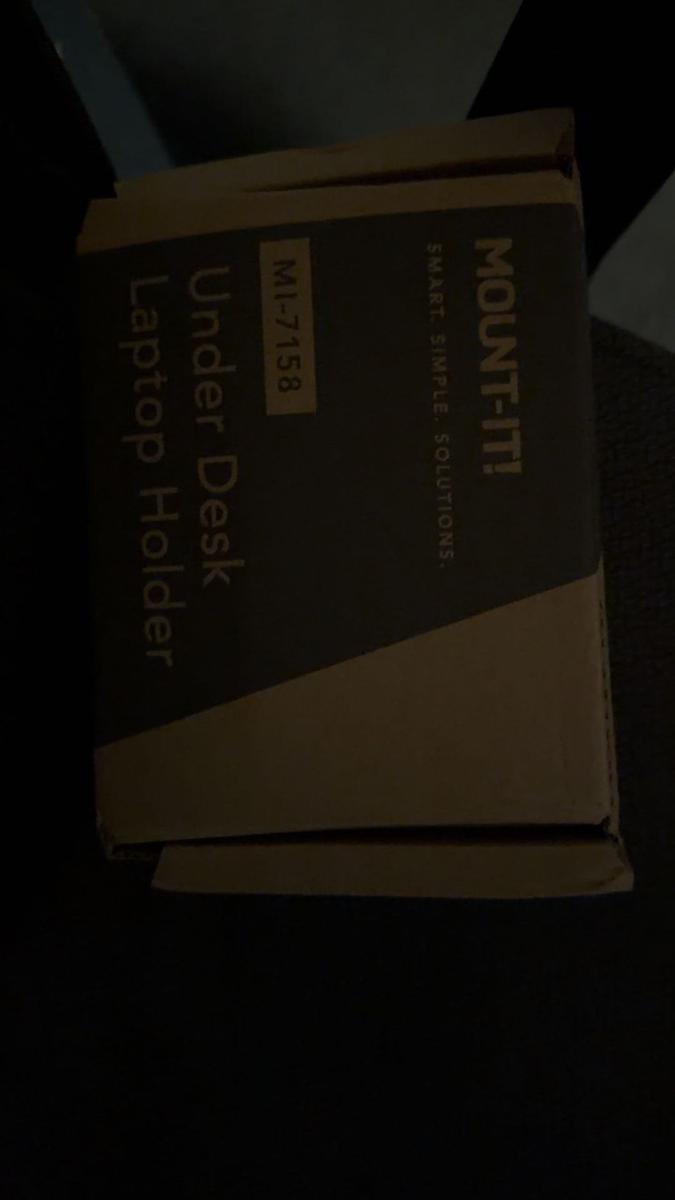 MOUNT-IT!
SMART. SIMPLE. SOLUTIONS.
MI-7158
Under Desk
Laptop Holder